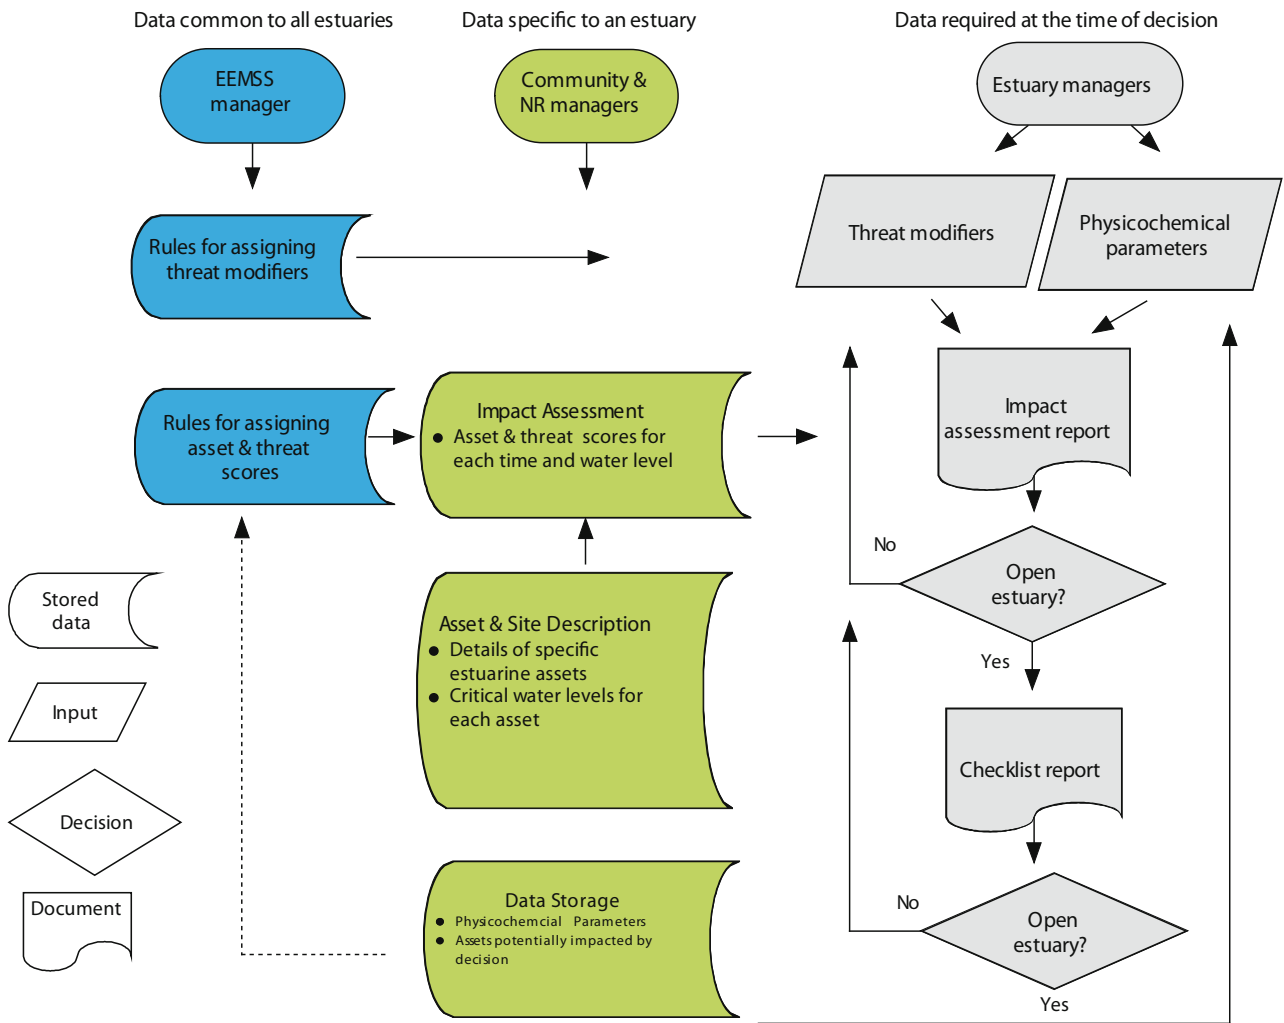 Data common to all estuaries
Data specific to an estuary
Data required at the time of decision
EEMSS
manager
Community &
NR managers
Estuary managers
Rules for assigning
threat modifiers
Threat modifiers
Physicochemical
parameters
Rules for assigning
asset & threat
scores
Impact Assessment
● Asset & threat scores for
each time and water level
Impact
assessment report
No
Open
estuary?
Yes
Stored
data
Asset & Site Description
● Details of specific
estuarine assets
● Critical water levels for
each asset
Input
Checklist report
Decision
Data Storage
● Physicochemcial Parameters
● Assets potentially impacted by
decision
Document
No
Open
estuary?
Yes